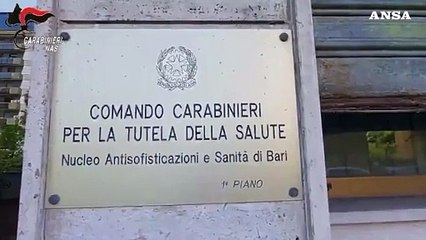 CARABINIERI
NAS
ANSA
COMANDO CARABINIERI
PER LA TUTELA DELLA SALUTE
Nucleo Antisofisticazioni e Sanità di Bari
1° PIANO